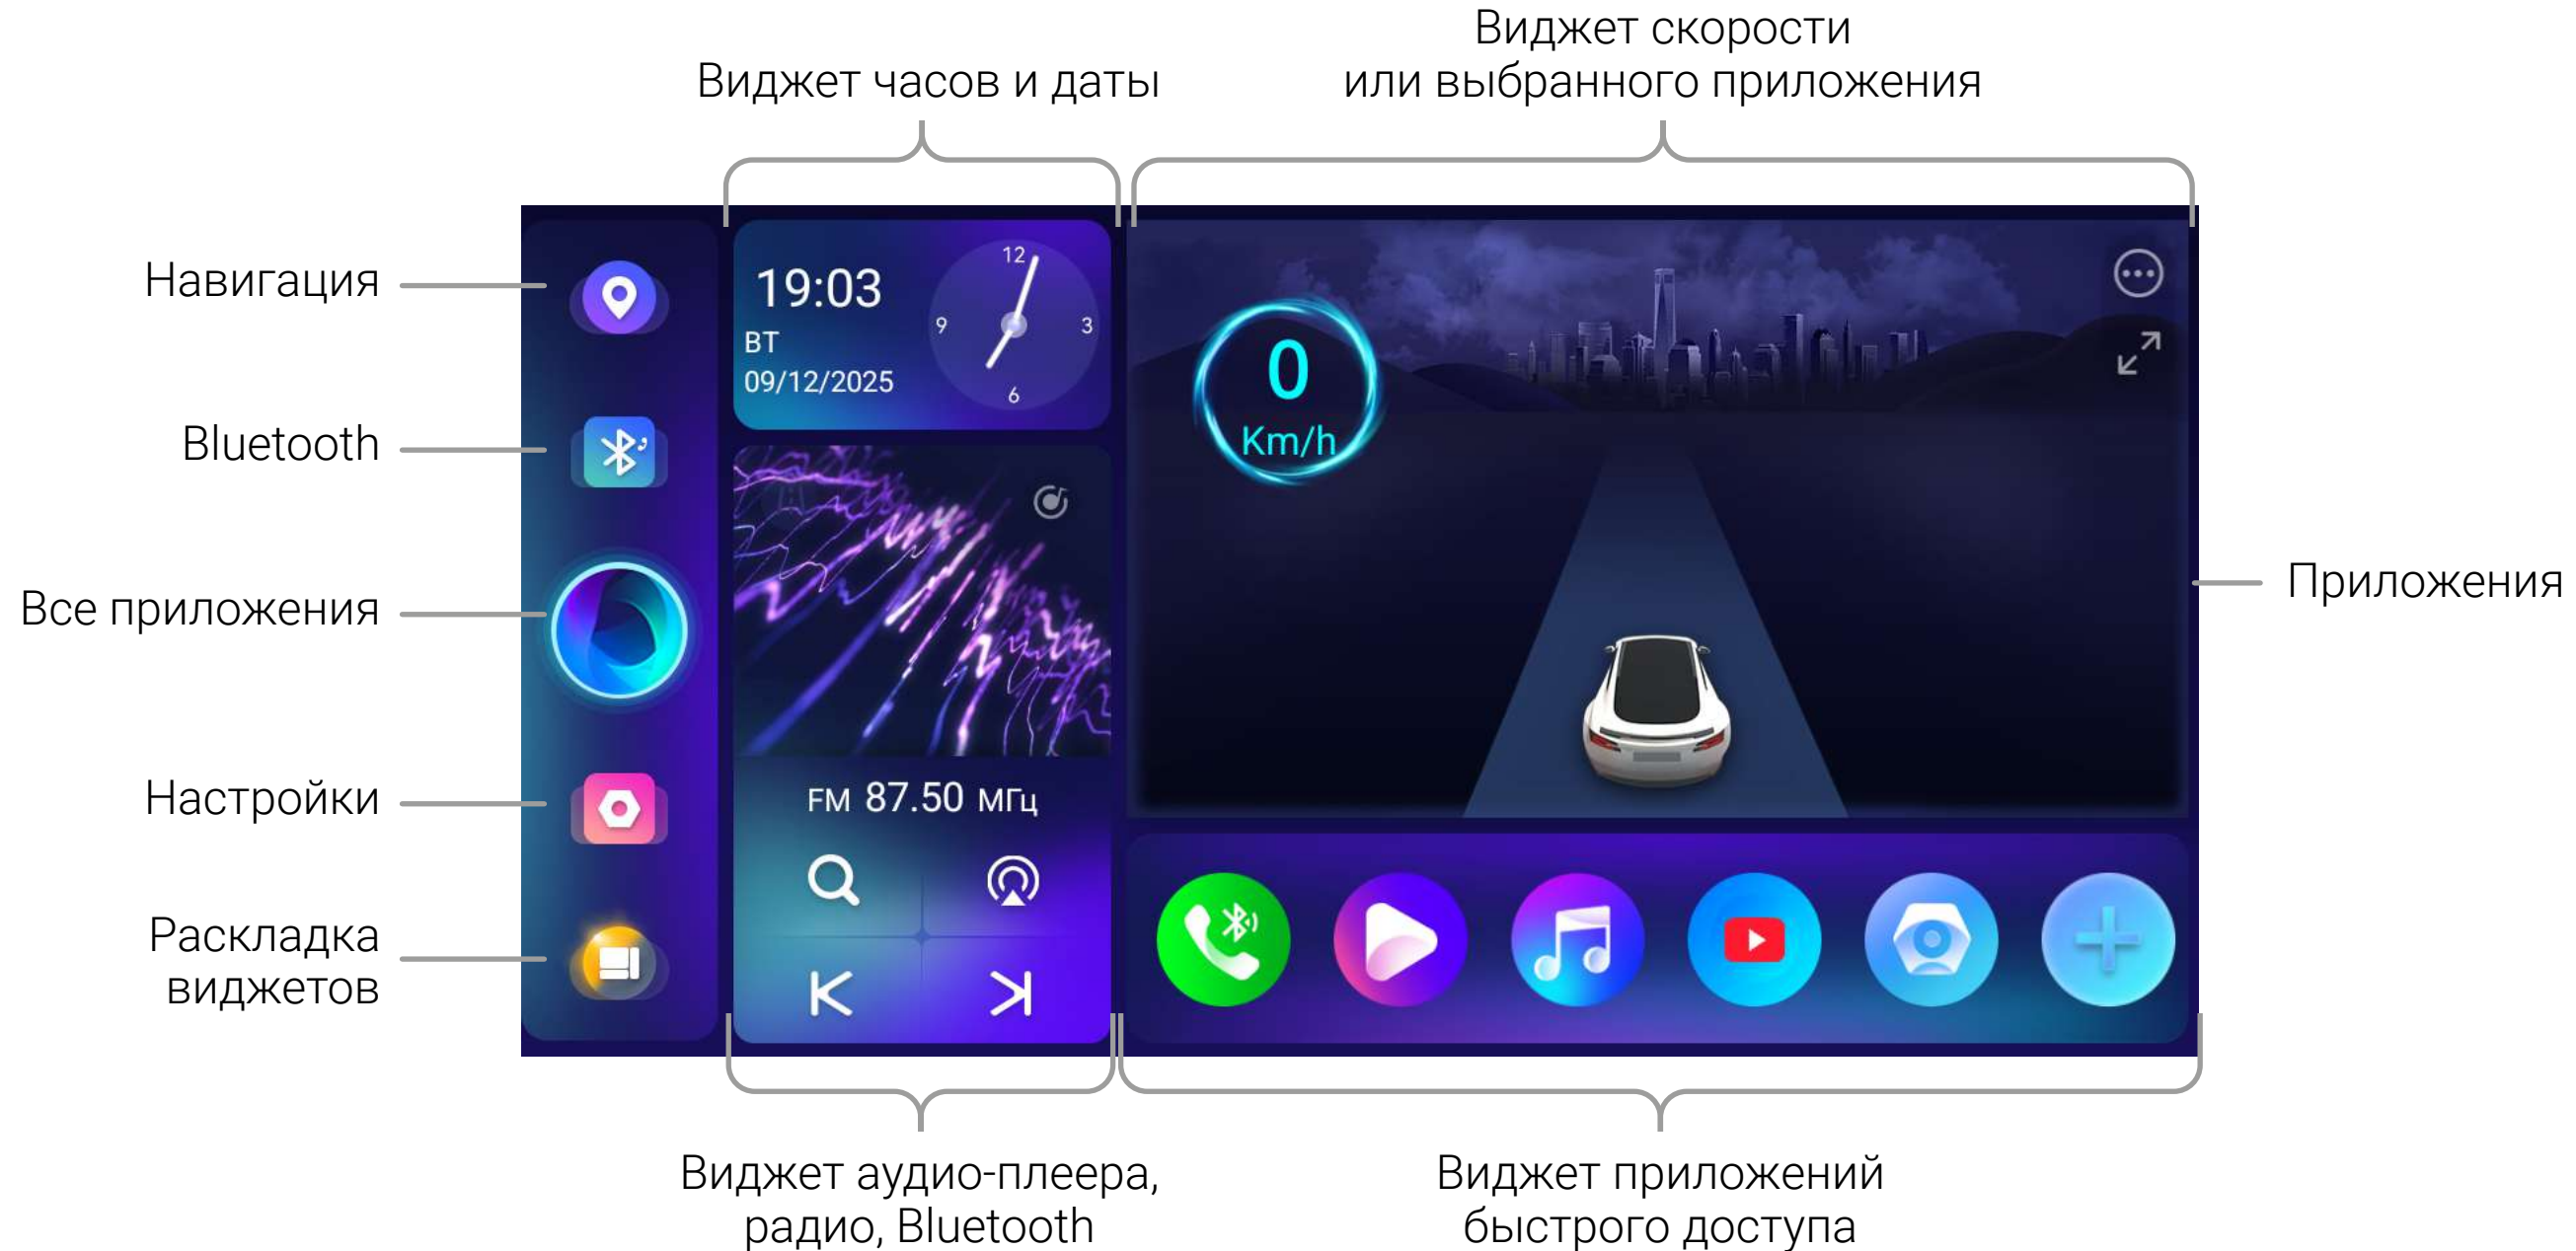 Виджет скорости
или выбранного приложения
Виджет часов и даты
Навигация
Bluetooth
Все приложения
Настройки
Раскладка
виджетов
19:03
ВТ
09/12/2025
12
9
3
6
0
Km/h
FM 87.50 МГц
Приложения
Виджет аудио-плеера,
радио, Bluetooth
Виджет приложений
быстрого доступа